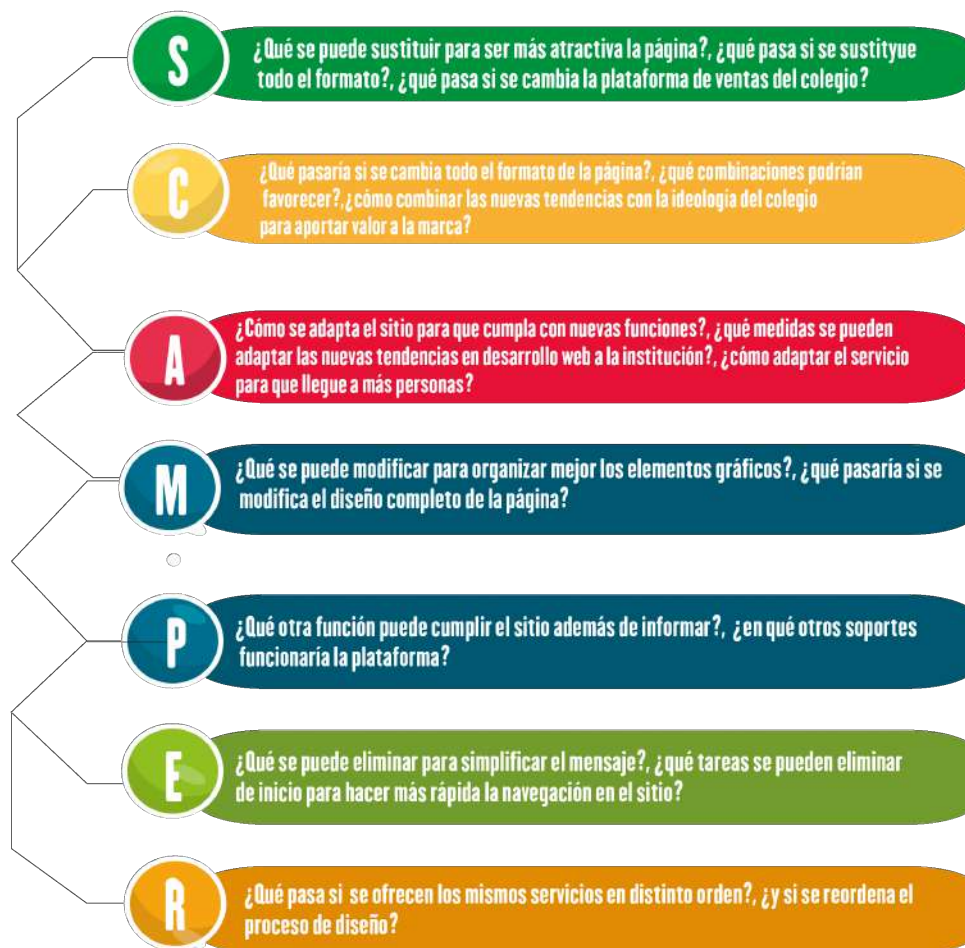 S
¿Qué se puede sustituir para ser más atractiva la página?, ¿qué pasa si se sustityue
todo el formato?, ¿qué pasa si se cambia la plataforma de ventas del colegio?
C
¿Qué pasaría si se cambia todo el formato de la página?, ¿qué combinaciones podrían
favorecer?,¿cómo combinar las nuevas tendencias con la ideologia del colegio
para aportar valor a la marca?
A
¿Cómo se adapta el sitio para que cumpla con nuevas funciones?, ¿qué medidas se pueden
adaptar las nuevas tendencias en desarrollo web a la institución?, ¿cómo adaptar el servicio
para que llegue a más personas?
M
¿Qué se puede modificar para organizar mejor los elementos gráficos?, ¿qué pasaría si se
modifica el diseño completo de la página?
P
¿Qué otra función puede cumplir el sitio además de informar?, ¿en qué otros soportes
funcionaría la plataforma?
E
¿Qué se puede eliminar para simplificar el mensaje?, ¿qué tareas se pueden eliminar
de inicio para hacer más rápida la navegación en el sitio?
R
¿Qué pasa si se ofrecen los mismos servicios en distinto orden?, ¿y si se reordena el
proceso de diseño?